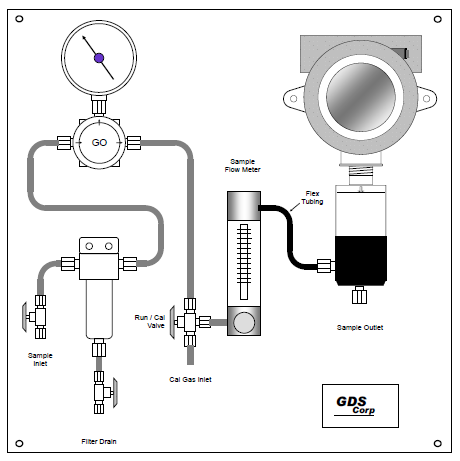 GO
Sample
Flow Meter
Flex
Tubing
Run / Cal
Valve
Sample Outlet
Sample
Inlet
Cal Gas Inlet
GDS
Corp
Filter Drain